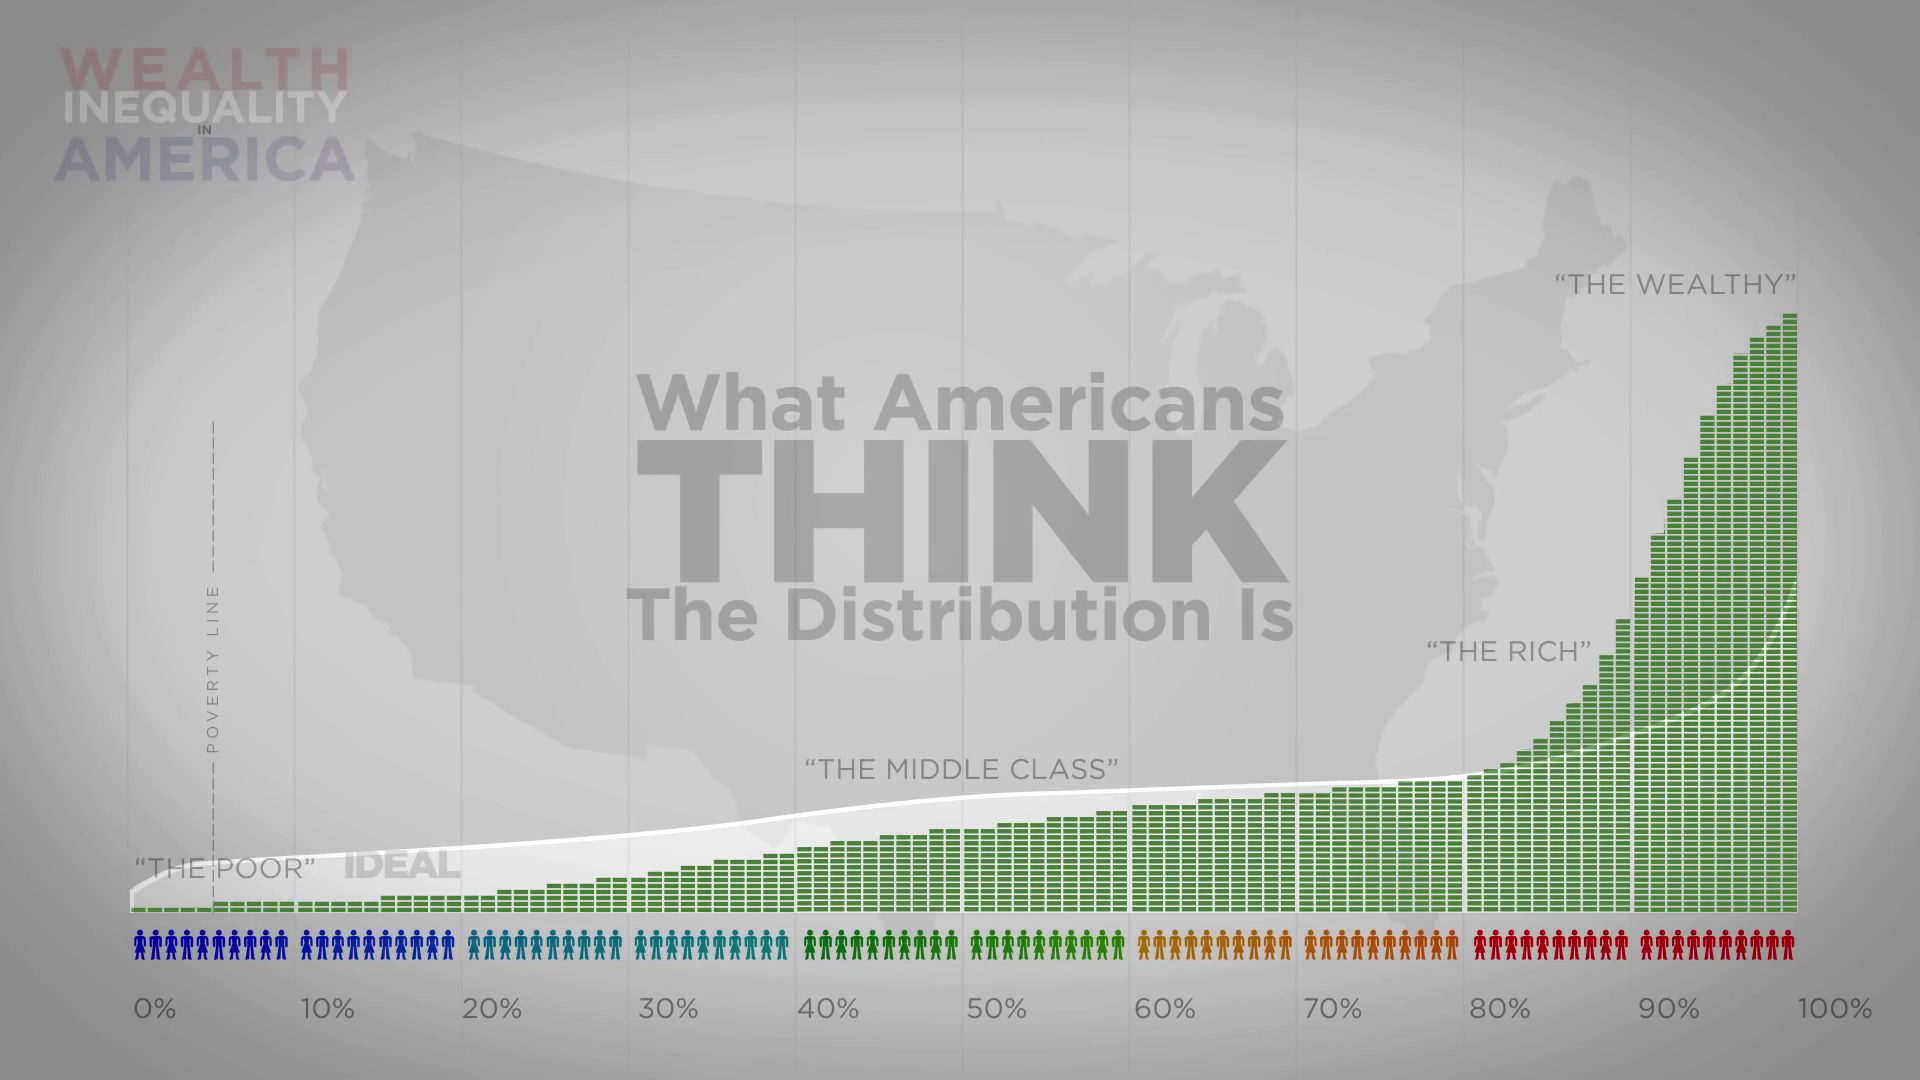 WEALTH
INEQUALITY
IN
AMERICA
“THE WEALTHY”
What Americans
THINK
The Distribution Is
POVERTY LINE
“THE RICH”
“THE MIDDLE CLASS”
“THE POOR”
IDEAL
0% 10% 20% 30% 40% 50% 60% 70% 80% 90% 100%